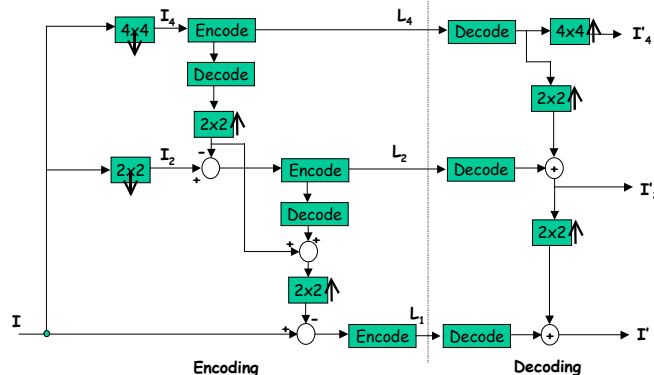 4x4 I4 Encode L4 Decode 4x4 I'4
Decode
2x2 2x2
-
2x2 I2 + Encode L2 Decode +
Decode I'
+ + 2x2
2x2
I + - Encode L1 Decode + I'
Encoding Decoding